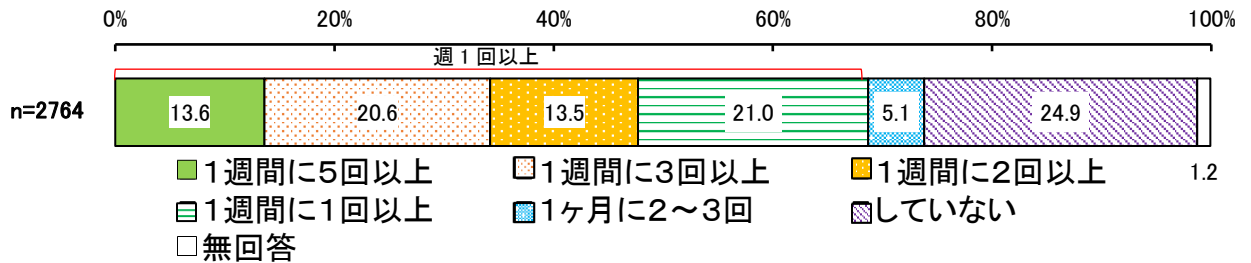 0% 20% 40% 60% 80% 100%
週１回以上
n=2764 13.6 20.6 13.5 21.0 5.1 24.9
１週間に５回以上 １週間に３回以上 １週間に２回以上 1.2
１週間に１回以上 １ヶ月に２～３回 していない
無回答